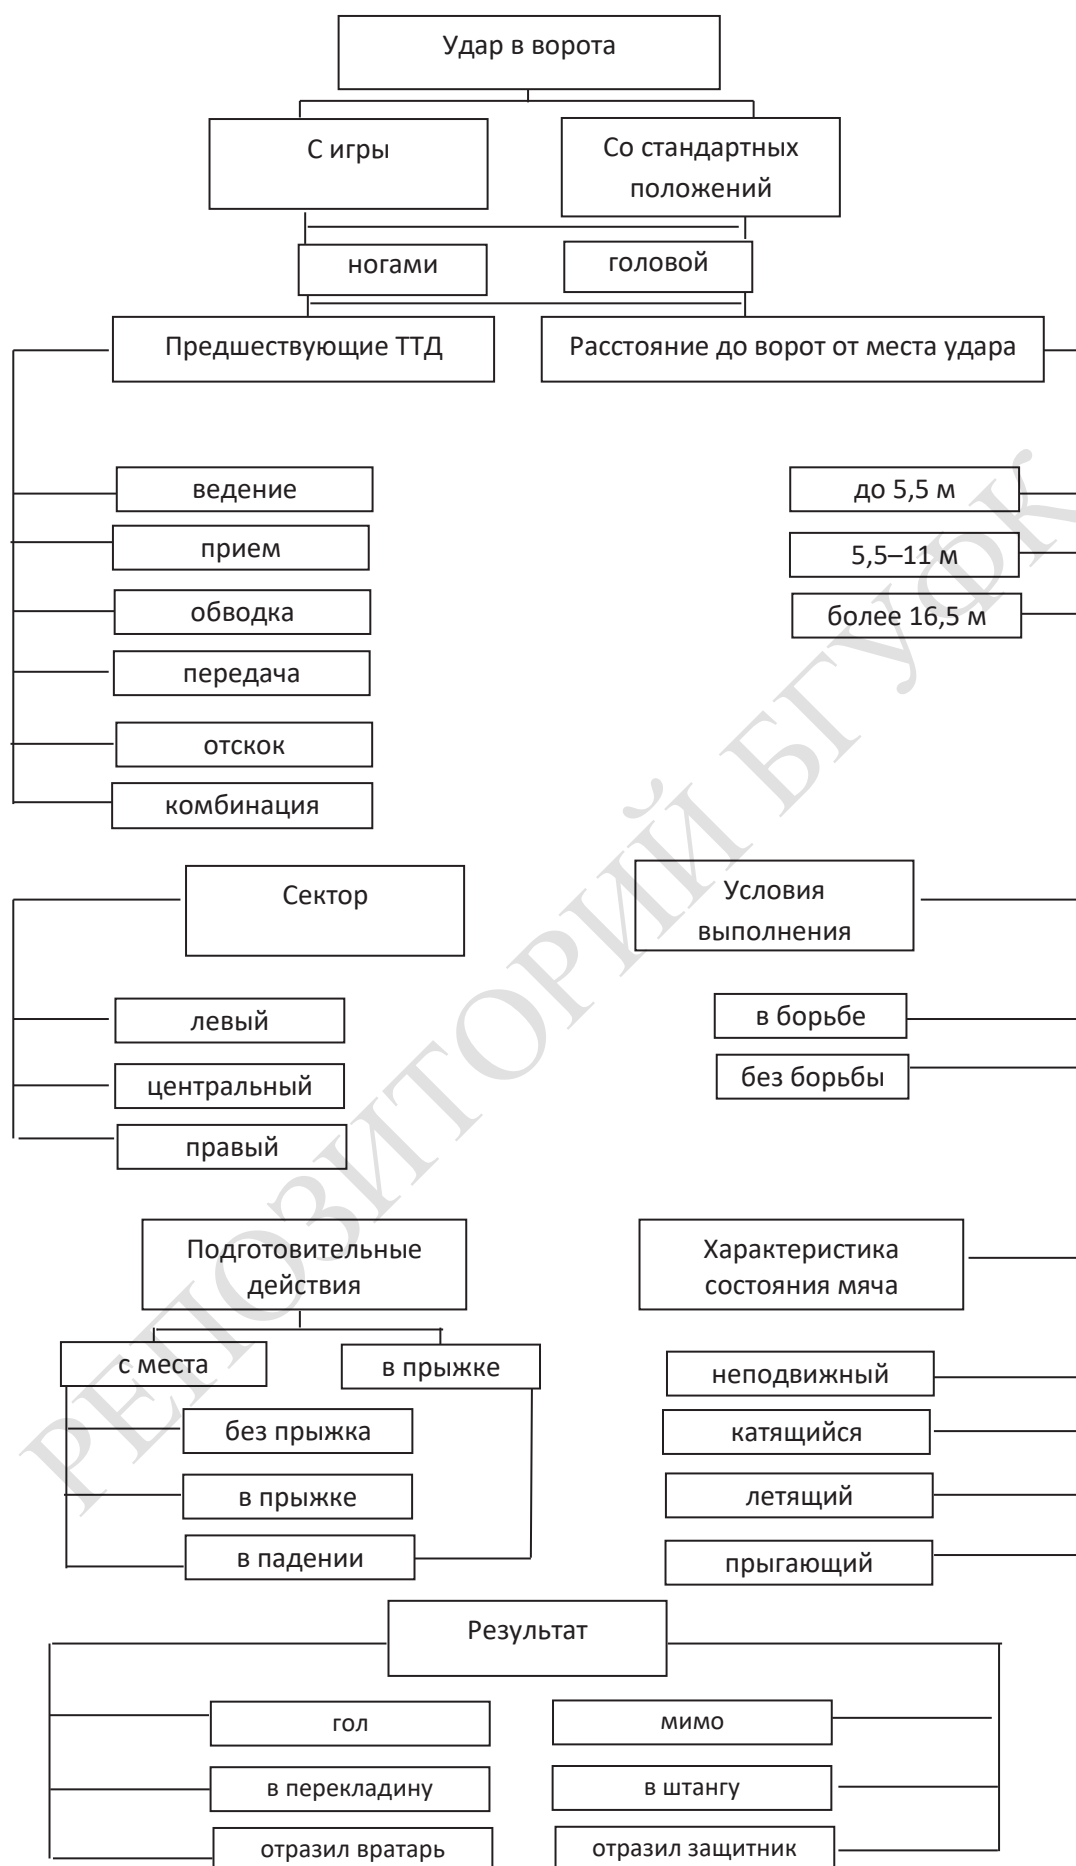 Удар в ворота
С игры
Со стандартных
положений
ногами
головой
Предшествующие ТТД
Расстояние до ворот от места удара
ведение
прием
обводка
передача
отскок
комбинация
до 5,5 м
5,5–11 м
более 16,5 м
Сектор
левый
центральный
правый
Условия
выполнения
в борьбе
без борьбы
Подготовительные
действия
с места
в прыжке
без прыжка
в прыжке
в падении
Характеристика
состояния мяча
неподвижный
катящийся
летящий
прыгающий
Результат
гол
мимо
в перекладину
в штангу
отразил вратарь
отразил защитник
РЕПОЗИТОРИЙ БГУФК